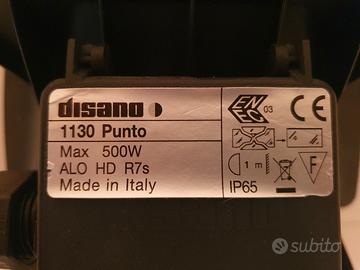 disano
1130 Punto
Max 500W
ALO HD R7s
Made in Italy
ENEC 03
CE
1 m
F
IP65
subito